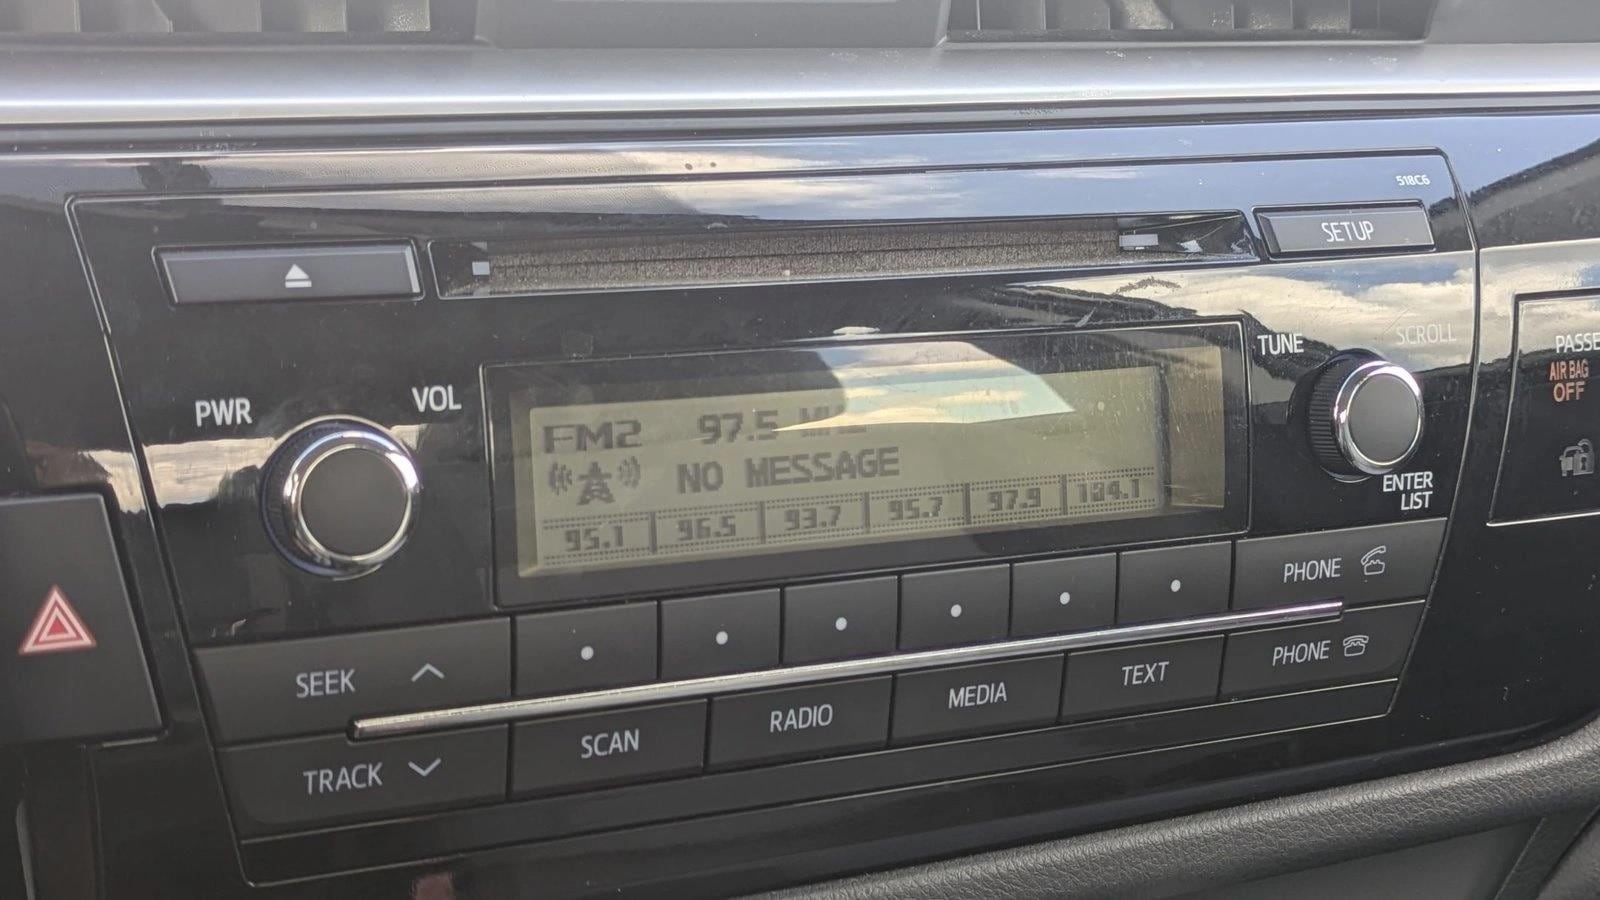 518C6
SETUP
TUNE
SCROLL
PWR
VOL
FM2 97.5 MHz
NO MESSAGE
95.1 96.5 93.7 95.7 97.9 104.1
ENTER
LIST
PASSE
AIR BAG
OFF
SEEK
PHONE
TRACK
SCAN
RADIO
MEDIA
TEXT
PHONE